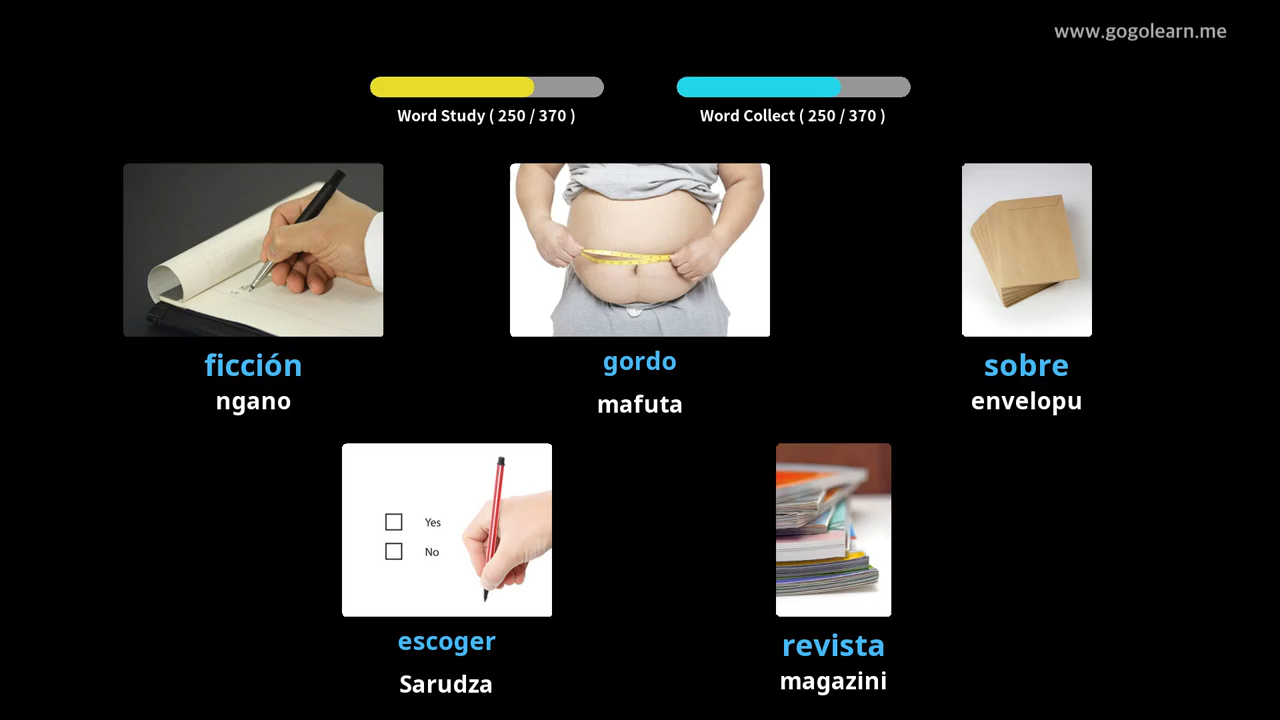 www.gogolearn.me
Word Study ( 250 / 370 )
Word Collect ( 250 / 370 )
ficción
ngano
gordo
mafuta
sobre
envelopu
Yes
No
escoger
Sarudza
revista
magazini